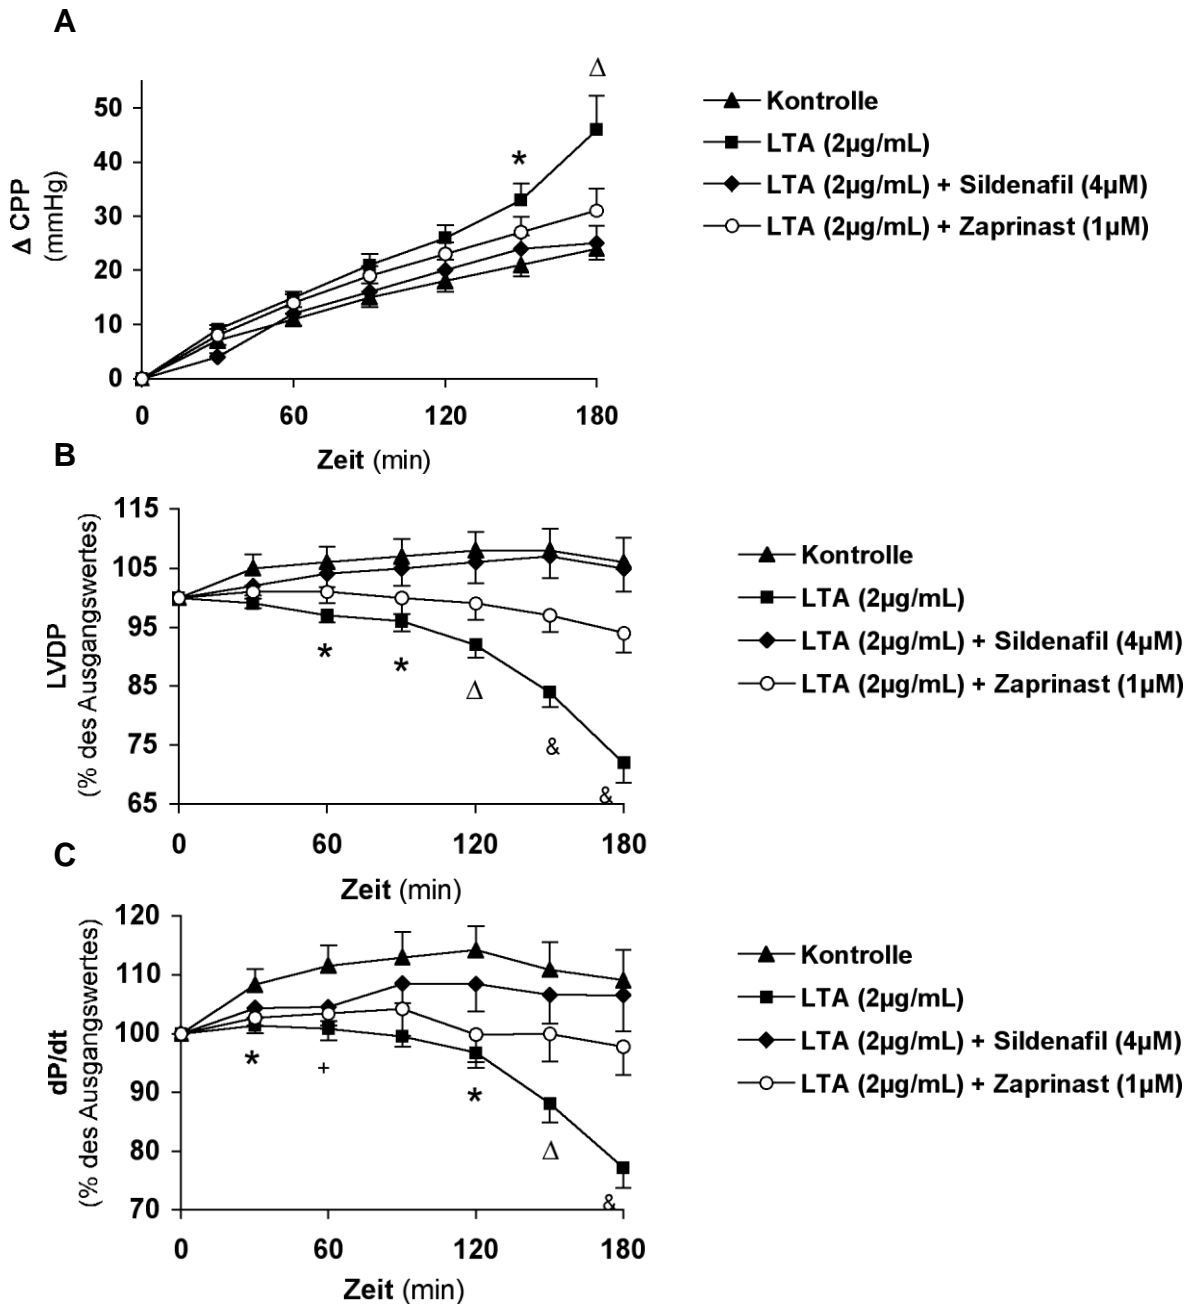 A
Δ
50
40
30
20
10
0
*
Δ CPP
(mmHg)
0 60 120 180
Zeit (min)
Kontrolle
LTA (2µg/mL)
LTA (2µg/mL) + Sildenafil (4µM)
LTA (2µg/mL) + Zaprinast (1µM)
B
115
105
95
85
75
65
LVDP
(% des Ausgangswertes)
* * Δ & &
0 60 120 180
Zeit (min)
Kontrolle
LTA (2µg/mL)
LTA (2µg/mL) + Sildenafil (4µM)
LTA (2µg/mL) + Zaprinast (1µM)
C
120
110
100
90
80
70
dP/dt
(% des Ausgangswertes)
* + * Δ &
0 60 120 180
Zeit (min)
Kontrolle
LTA (2µg/mL)
LTA (2µg/mL) + Sildenafil (4µM)
LTA (2µg/mL) + Zaprinast (1µM)